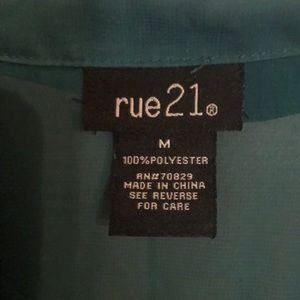 rue21®
M
100%POLYESTER
RN#70829
MADE IN CHINA
SEE REVERSE
FOR CARE